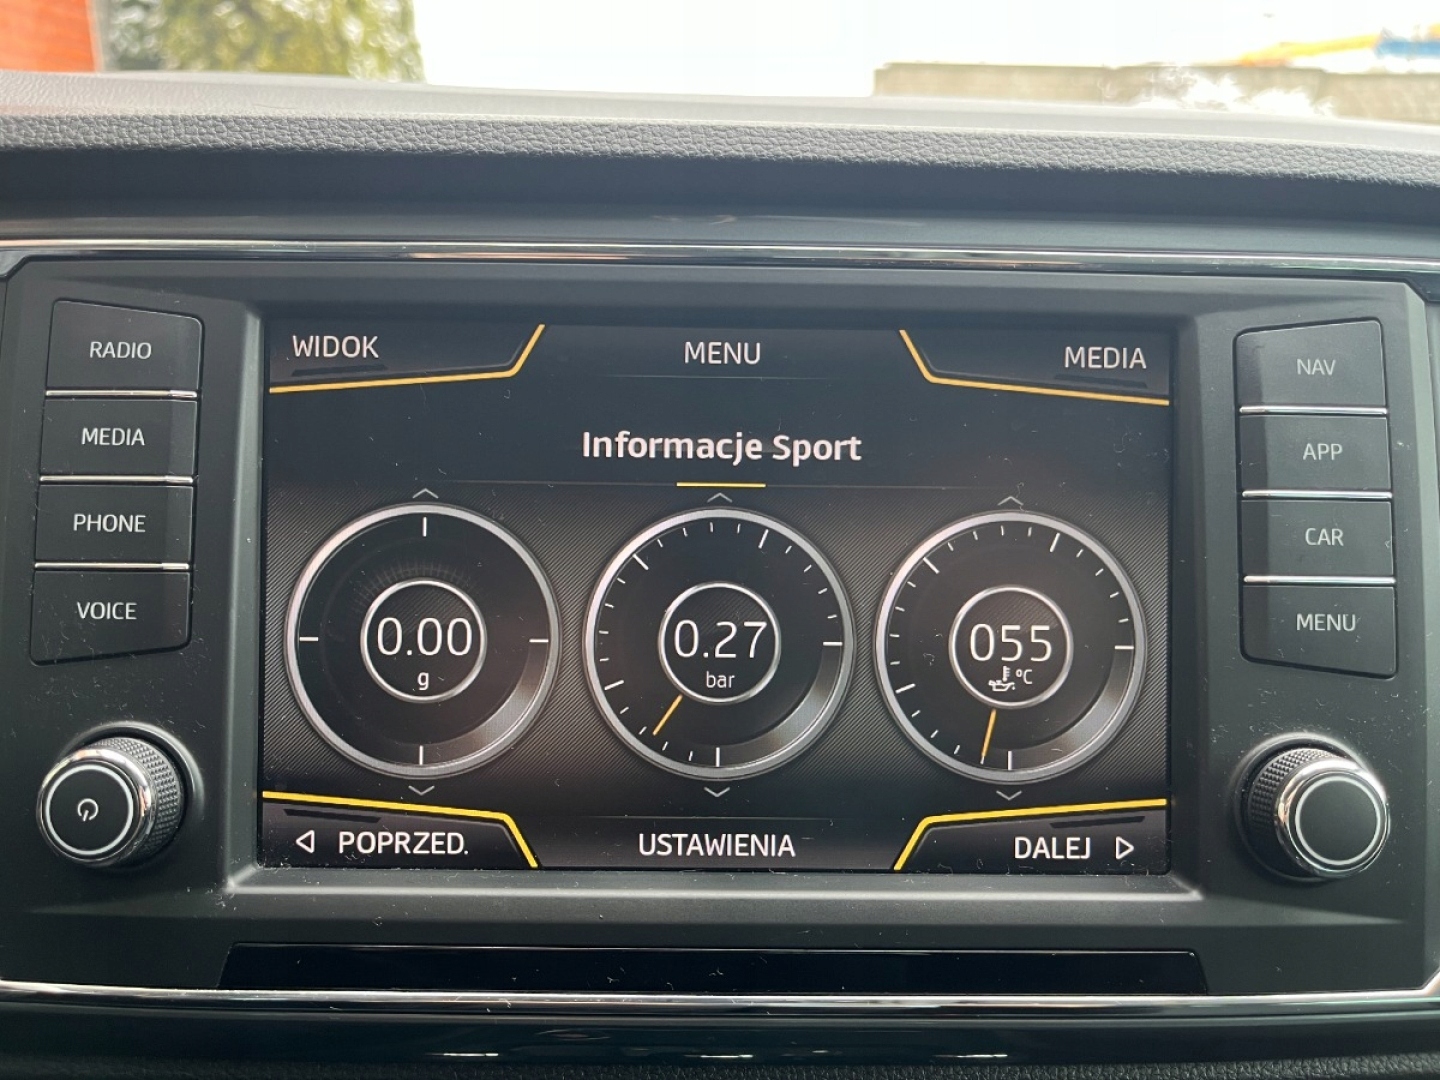 RADIO
MEDIA
PHONE
VOICE
WIDOK
MENU
MEDIA
Informacje Sport
0.00
g
0.27
bar
055
°C
◁ POPRZED.
USTAWIENIA
DALEJ ▷
NAV
APP
CAR
MENU